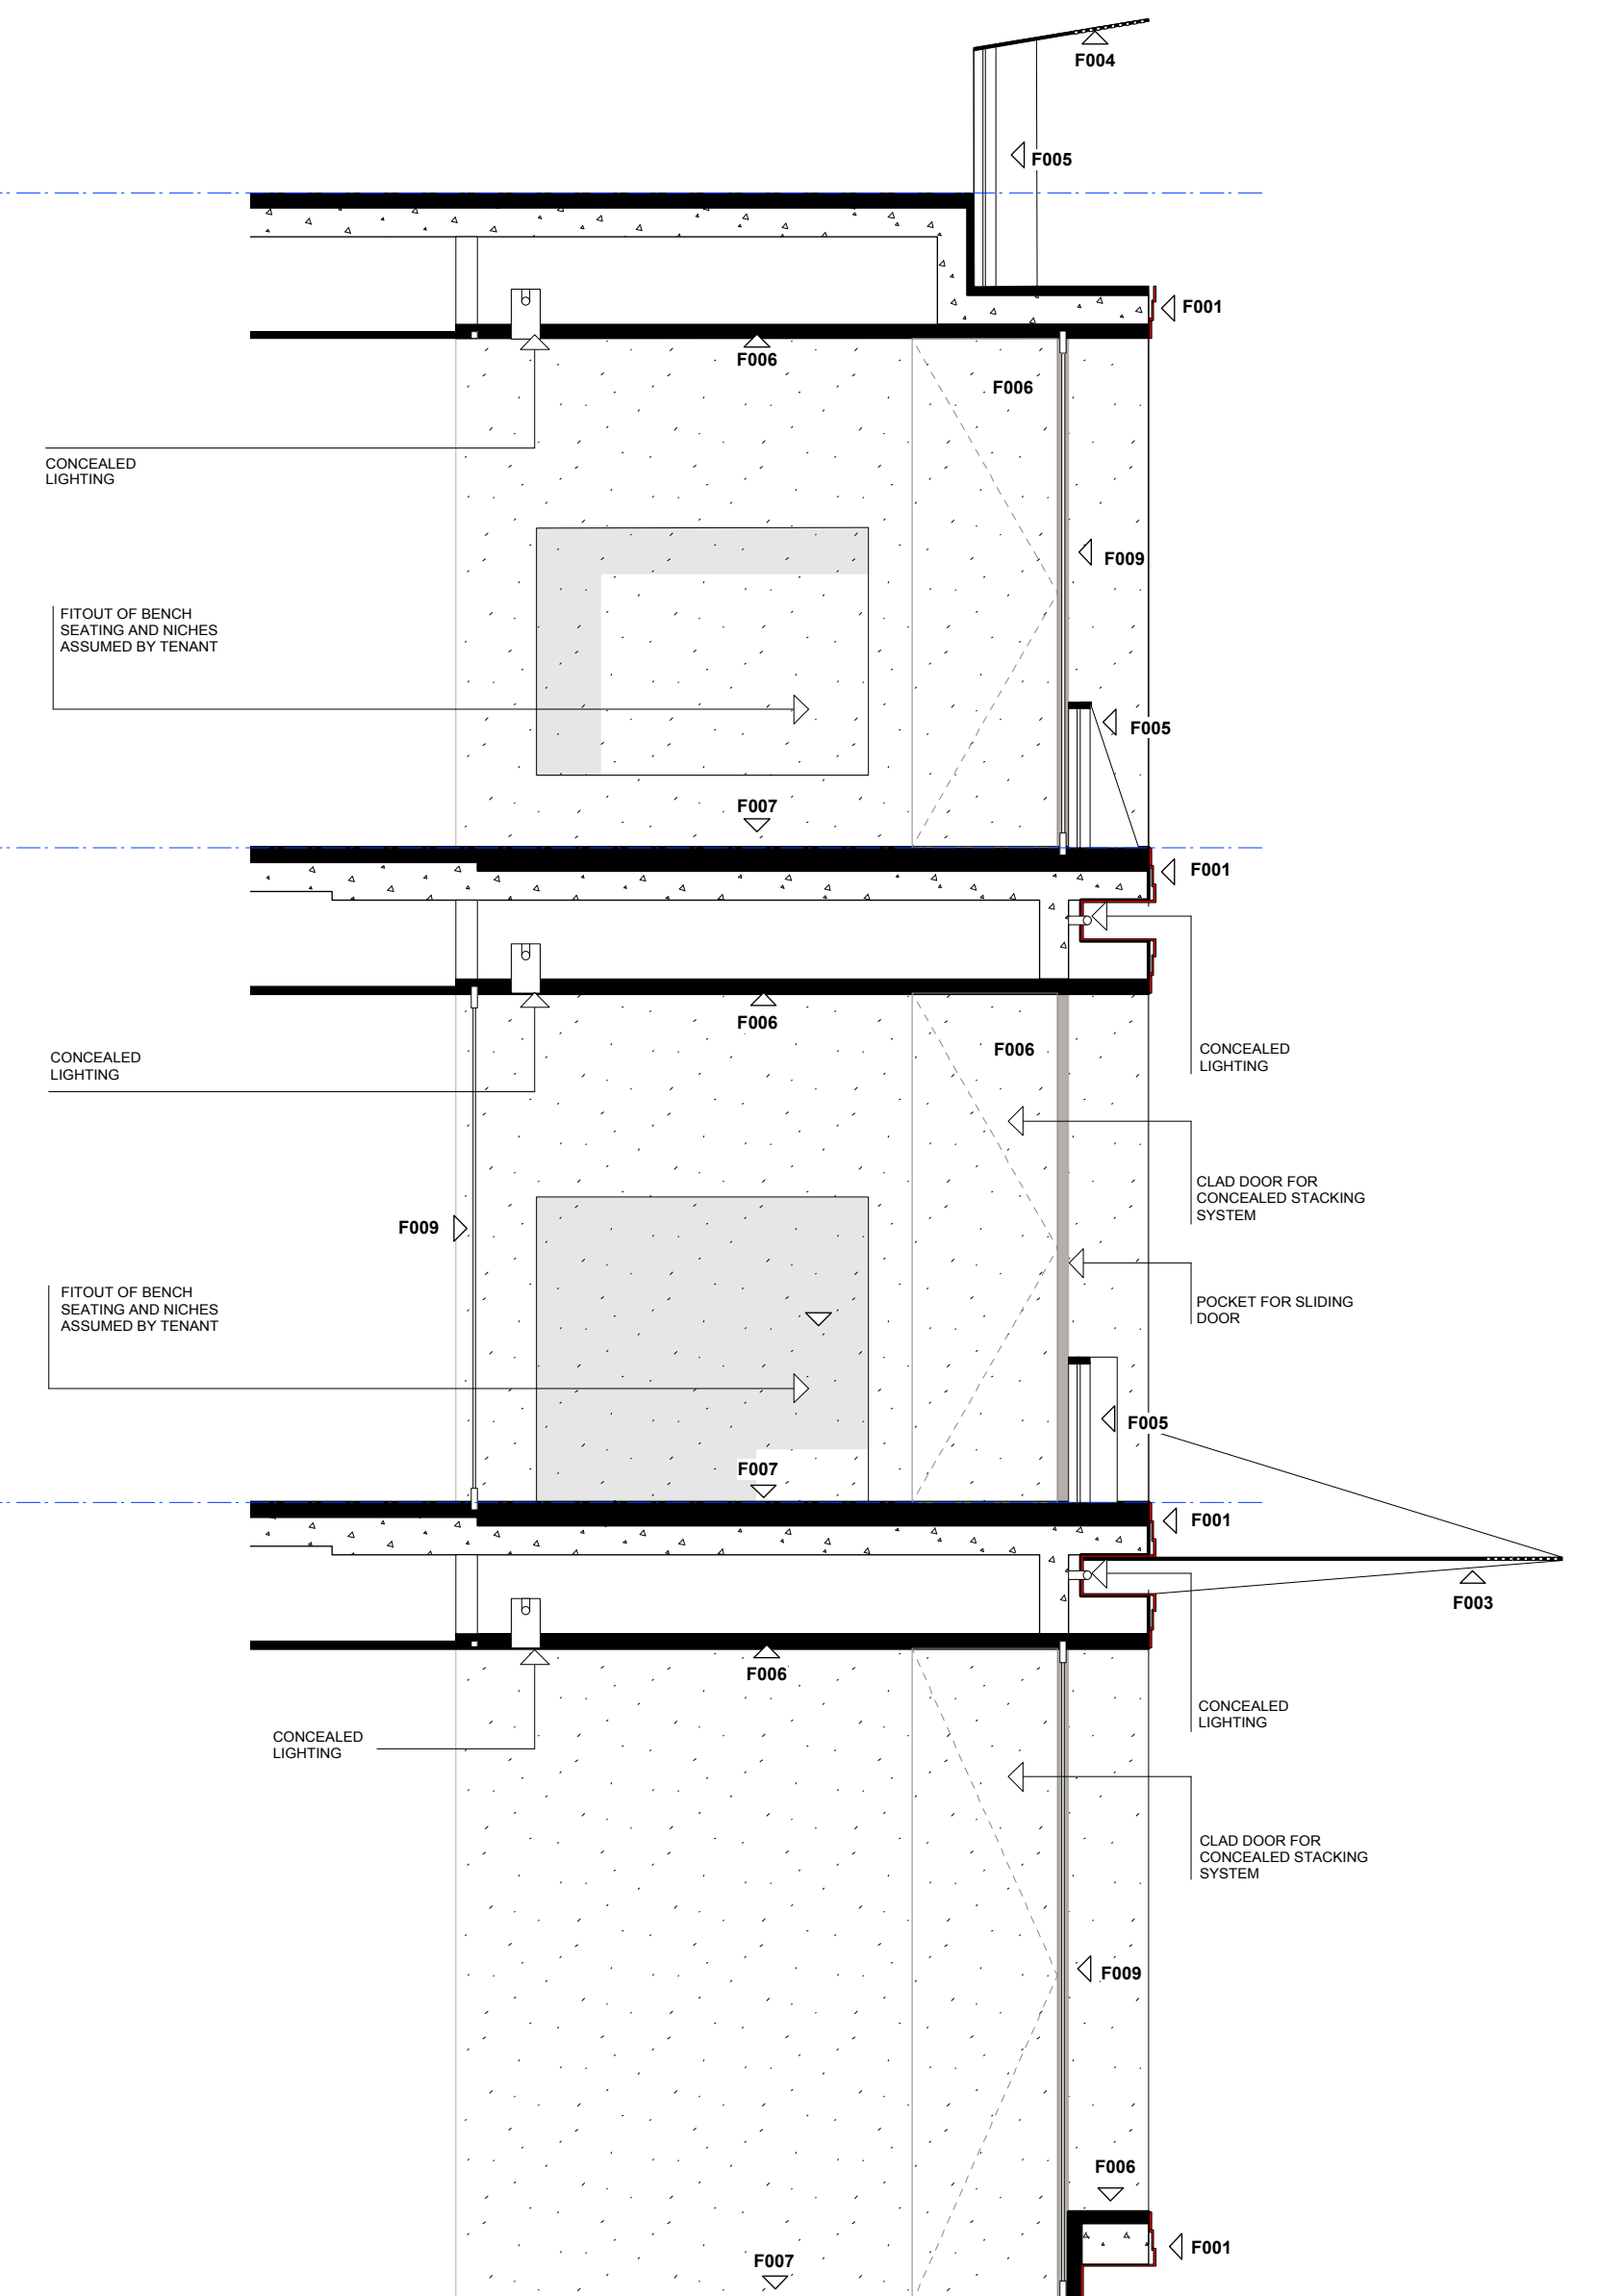 F004
F005
F001
F006
F006
CONCEALED
LIGHTING
F009
FITOUT OF BENCH
SEATING AND NICHES
ASSUMED BY TENANT
F005
F007
F001
F006
F006
CONCEALED
LIGHTING
CONCEALED
LIGHTING
CLAD DOOR FOR
CONCEALED STACKING
SYSTEM
F009
FITOUT OF BENCH
SEATING AND NICHES
ASSUMED BY TENANT
POCKET FOR SLIDING
DOOR
F005
F007
F001
F003
F006
CONCEALED
LIGHTING
CONCEALED
LIGHTING
CLAD DOOR FOR
CONCEALED STACKING
SYSTEM
F009
F006
F001
F007